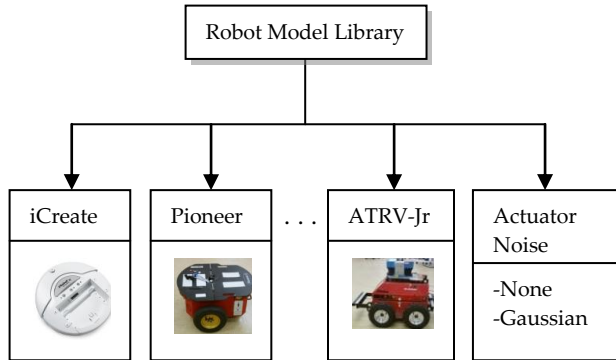 Robot Model Library
iCreate
Pioneer
. . .
ATRV-Jr
Actuator
Noise
-None
-Gaussian